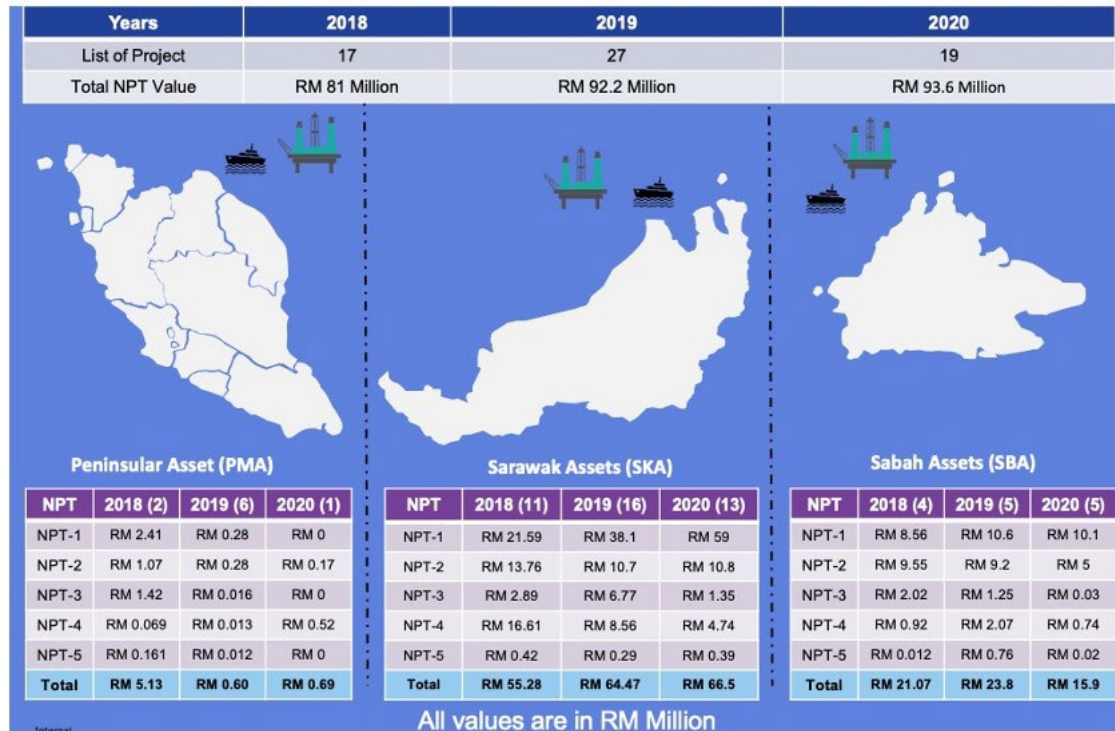 Years 2018 2019 2020
List of Project 17 27 19
Total NPT Value RM 81 Million RM 92.2 Million RM 93.6 Million
Peninsular Asset (PMA)
NPT 2018 (2) 2019 (6) 2020 (1)
NPT-1 RM 2.41 RM 0.28 RM 0
NPT-2 RM 1.07 RM 0.28 RM 0.17
NPT-3 RM 1.42 RM 0.016 RM 0
NPT-4 RM 0.069 RM 0.013 RM 0.52
NPT-5 RM 0.161 RM 0.012 RM 0
Total RM 5.13 RM 0.60 RM 0.69
Sarawak Assets (SKA)
NPT 2018 (11) 2019 (16) 2020 (13)
NPT-1 RM 21.59 RM 38.1 RM 59
NPT-2 RM 13.76 RM 10.7 RM 10.8
NPT-3 RM 2.89 RM 6.77 RM 1.35
NPT-4 RM 16.61 RM 8.56 RM 4.74
NPT-5 RM 0.42 RM 0.29 RM 0.39
Total RM 55.28 RM 64.47 RM 66.5
Sabah Assets (SBA)
NPT 2018 (4) 2019 (5) 2020 (5)
NPT-1 RM 8.56 RM 10.6 RM 10.1
NPT-2 RM 9.55 RM 9.2 RM 5
NPT-3 RM 2.02 RM 1.25 RM 0.03
NPT-4 RM 0.92 RM 2.07 RM 0.74
NPT-5 RM 0.012 RM 0.76 RM 0.02
Total RM 21.07 RM 23.8 RM 15.9
All values are in RM Million